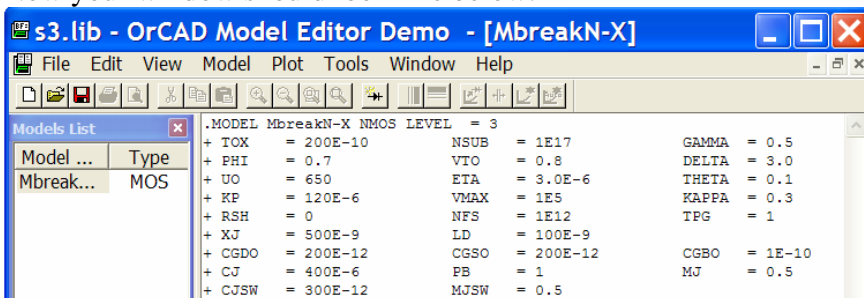 s3.lib - OrCAD Model Editor Demo - [MbreakN-X]
File Edit View Model Plot Tools Window Help
Models List
Model ... Type
Mbreak... MOS
.MODEL MbreakN-X NMOS LEVEL = 3
+ TOX = 200E-10 NSUB = 1E17 GAMMA = 0.5
+ PHI = 0.7 VTO = 0.8 DELTA = 3.0
+ UO = 650 ETA = 3.0E-6 THETA = 0.1
+ KP = 120E-6 VMAX = 1E5 KAPPA = 0.3
+ RSH = 0 NFS = 1E12 TPG = 1
+ XJ = 500E-9 LD = 100E-9
+ CGDO = 200E-12 CGSO = 200E-12 CGBO = 1E-10
+ CJ = 400E-6 PB = 1 MJ = 0.5
+ CJSW = 300E-12 MJSW = 0.5